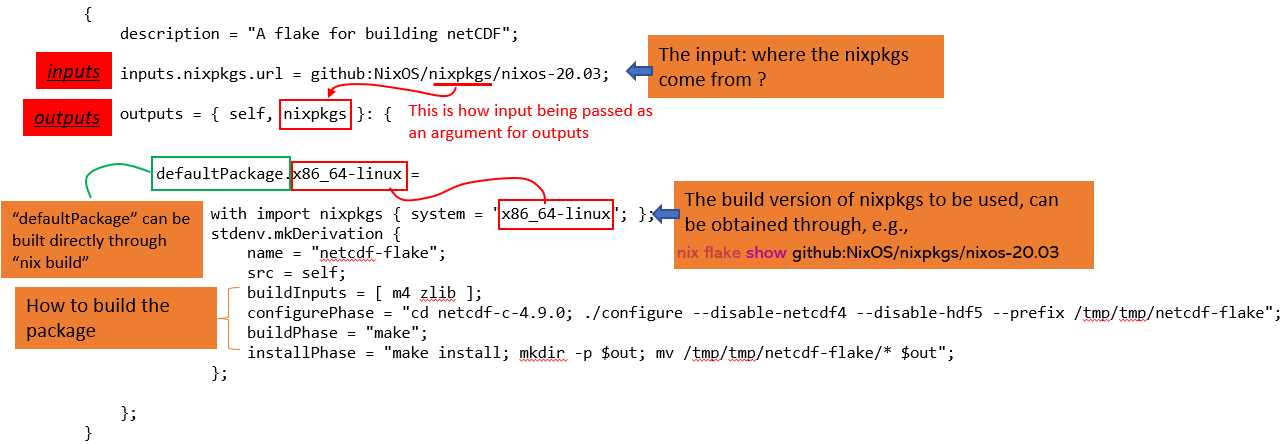 {
description = "A flake for building netCDF";
inputs
inputs.nixpkgs.url = github:NixOS/nixpkgs/nixos-20.03;
The input: where the nixpkgs
come from ?
outputs
outputs = { self, nixpkgs }: {
This is how input being passed as
an argument for outputs
defaultPackage.x86_64-linux =
"defaultPackage" can be
built directly through
"nix build"
with import nixpkgs { system = "x86_64-linux"; };
The build version of nixpkgs to be used, can
be obtained through, e.g.,
nix flake show github:NixOS/nixpkgs/nixos-20.03
stdenv.mkDerivation {
name = "netcdf-flake";
src = self;
How to build the
package
buildInputs = [ m4 zlib ];
configurePhase = "cd netcdf-c-4.9.0; ./configure --disable-netcdf4 --disable-hdf5 --prefix /tmp/tmp/netcdf-flake";
buildPhase = "make";
installPhase = "make install; mkdir -p $out; mv /tmp/tmp/netcdf-flake/* $out";
};
};
}